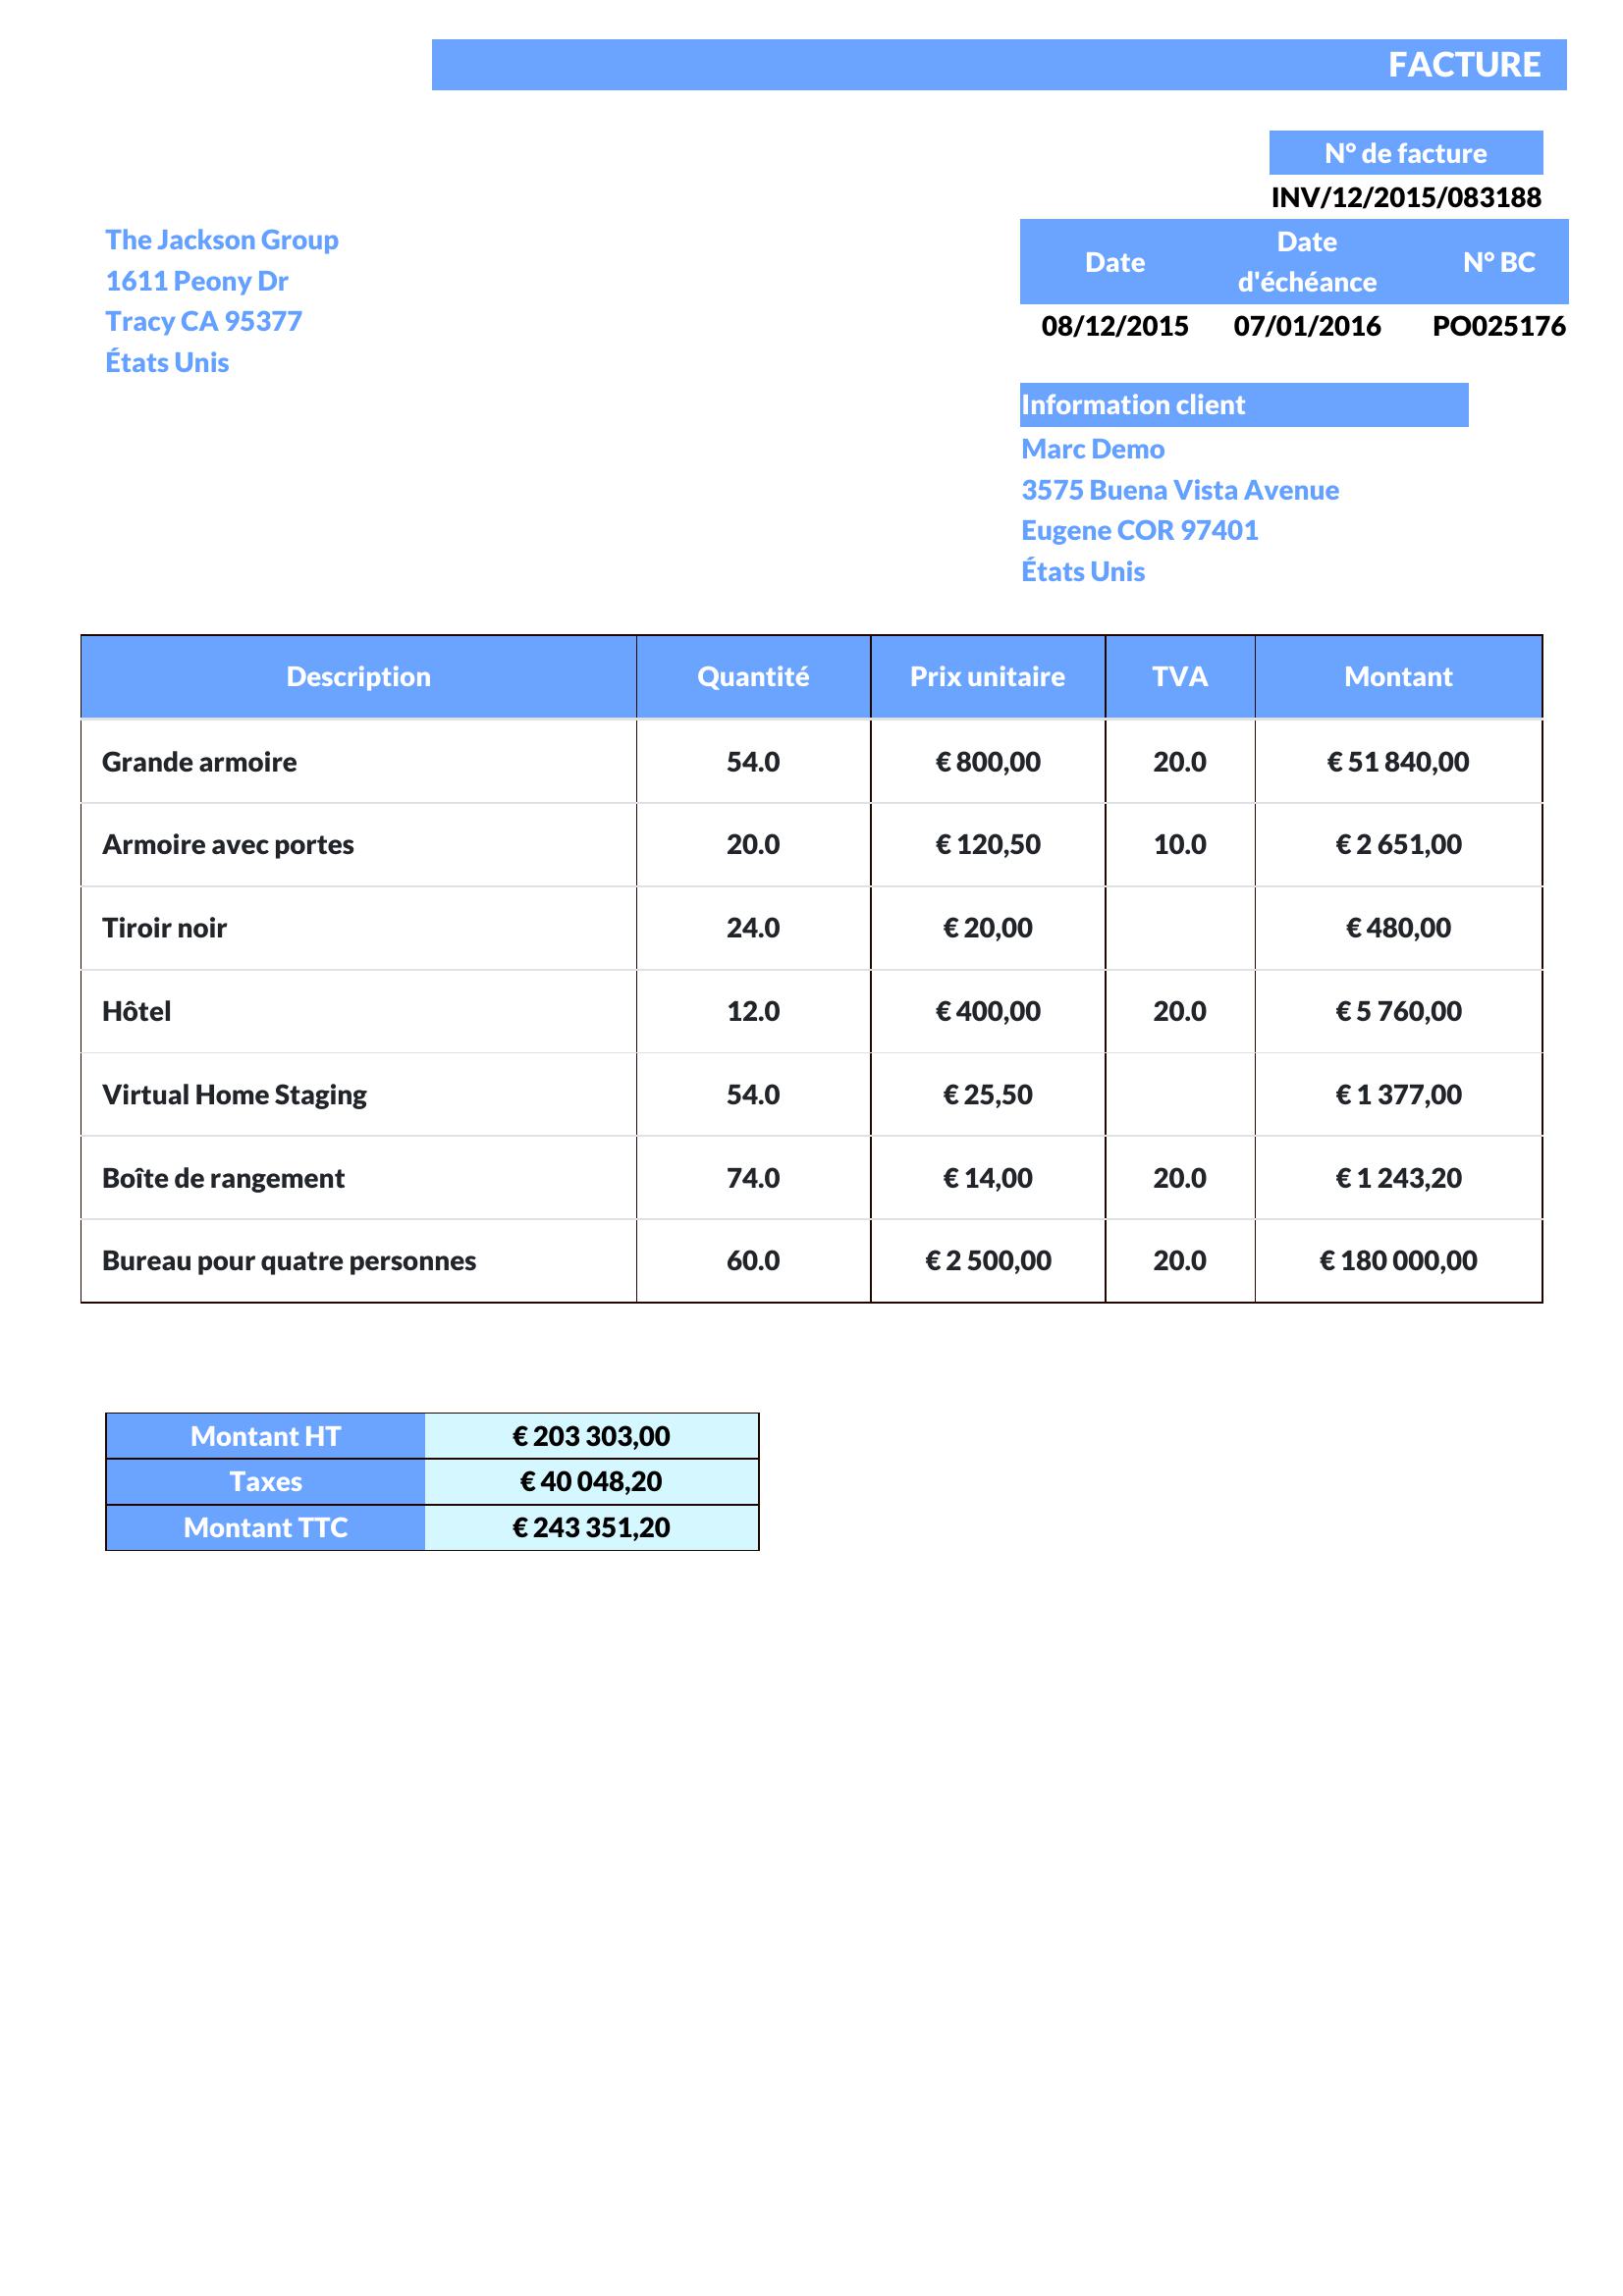 FACTURE
N° de facture
INV/12/2015/083188
The Jackson Group
1611 Peony Dr
Tracy CA 95377
États Unis
Date Date d'échéance N° BC
08/12/2015 07/01/2016 PO025176
Information client
Marc Demo
3575 Buena Vista Avenue
Eugene COR 97401
États Unis
Description Quantité Prix unitaire TVA Montant
Grande armoire 54.0 € 800,00 20.0 € 51 840,00
Armoire avec portes 20.0 € 120,50 10.0 € 2 651,00
Tiroir noir 24.0 € 20,00 € 480,00
Hôtel 12.0 € 400,00 20.0 € 5 760,00
Virtual Home Staging 54.0 € 25,50 € 1 377,00
Boîte de rangement 74.0 € 14,00 20.0 € 1 243,20
Bureau pour quatre personnes 60.0 € 2 500,00 20.0 € 180 000,00
Montant HT € 203 303,00
Taxes € 40 048,20
Montant TTC € 243 351,20